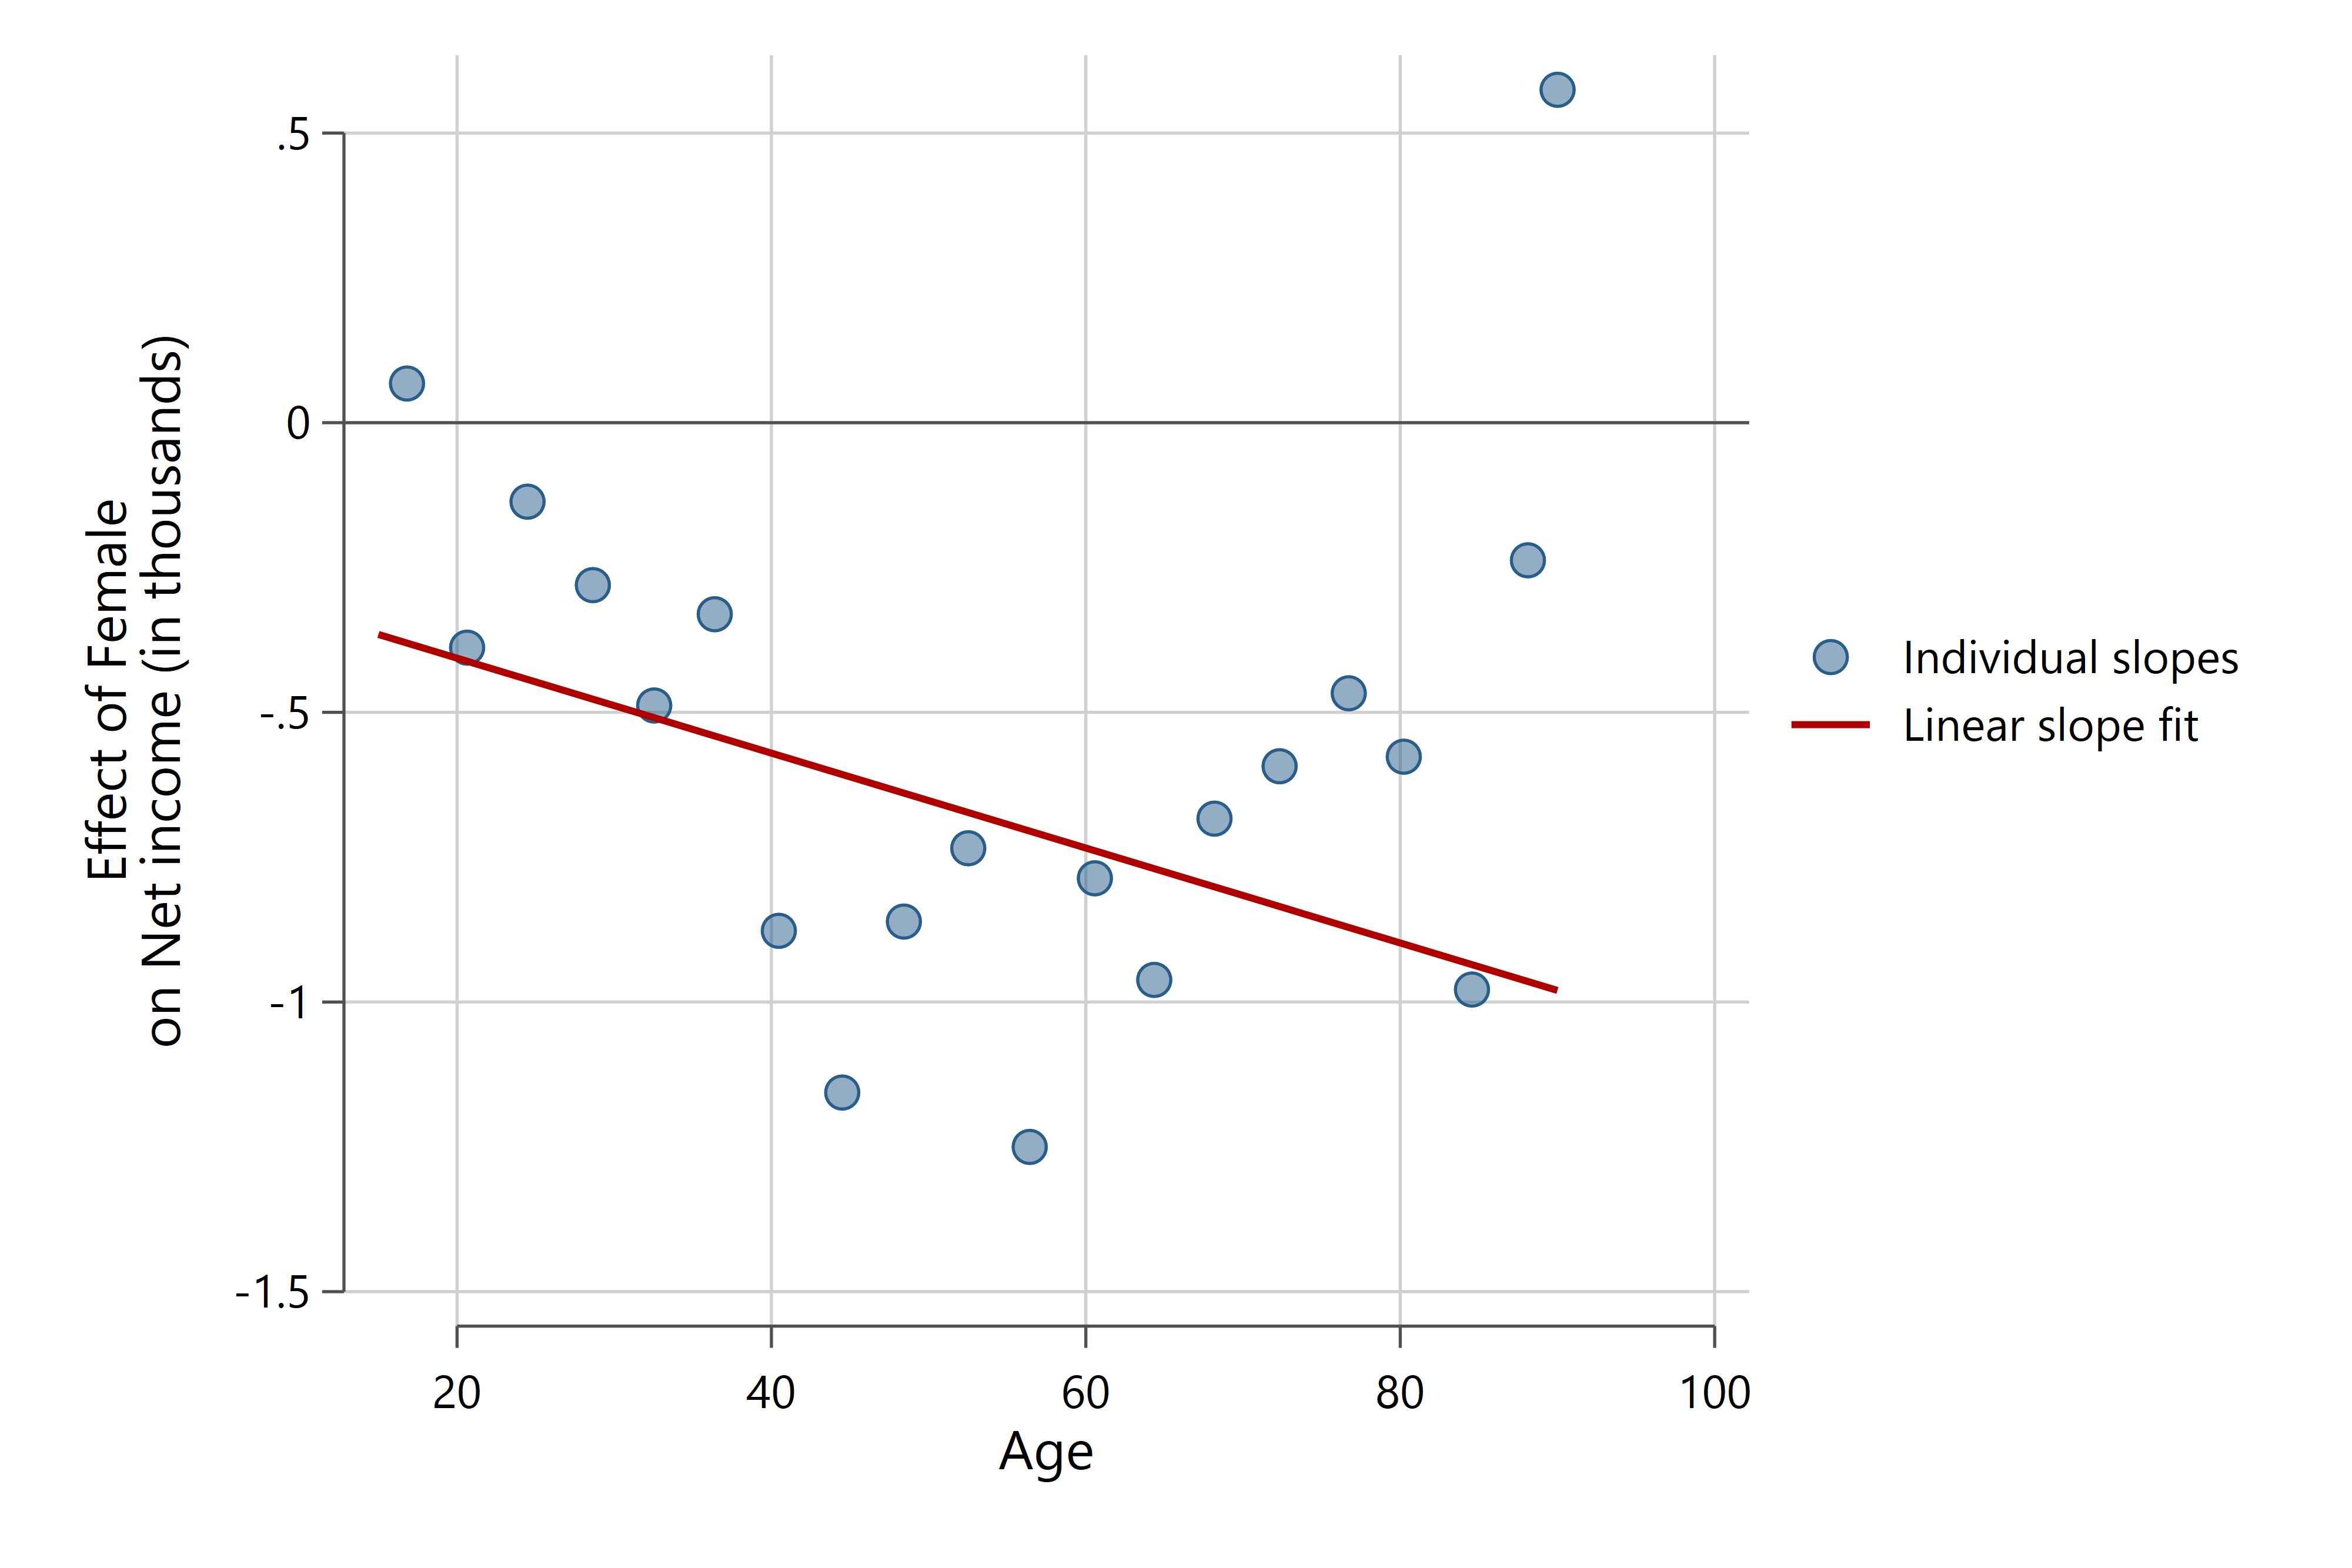 Effect of Female
on Net income (in thousands)
.5
0
-.5
-1
-1.5
20
40
60
80
100
Age
Individual slopes
Linear slope fit